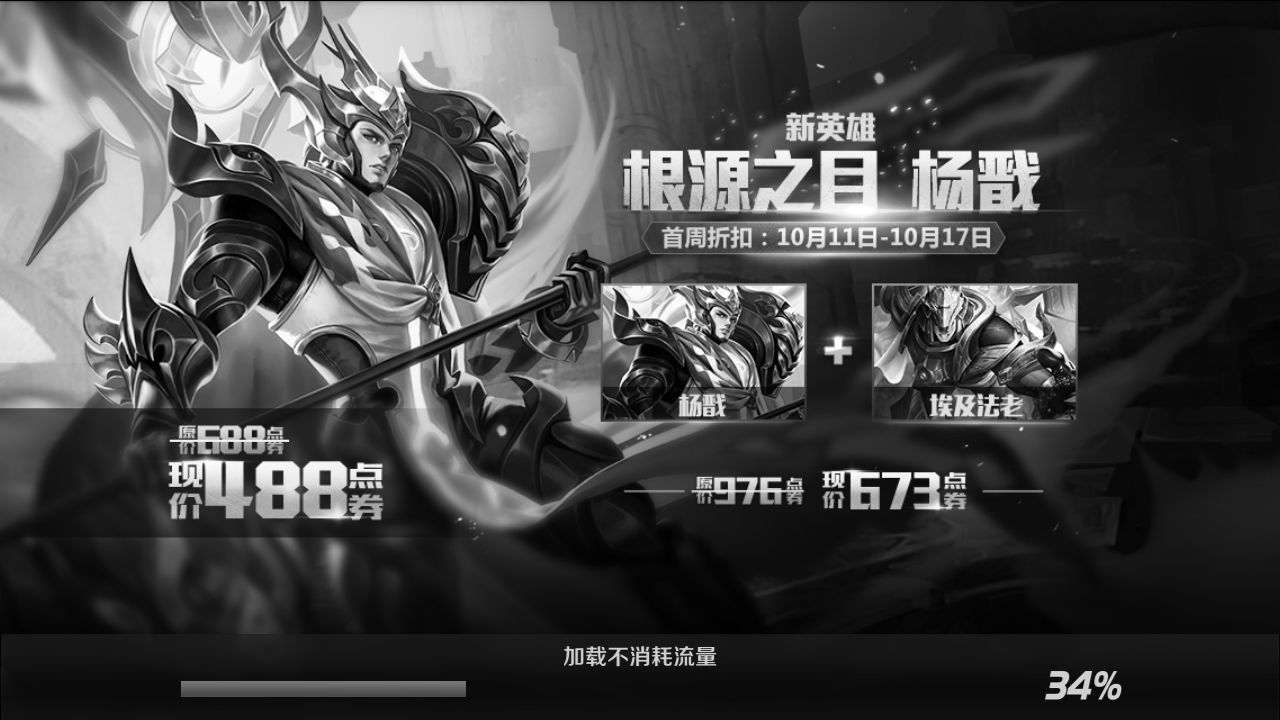 新英雄
根源之目 杨戬
首周折扣：10月11日-10月17日
杨戬
埃及法老
原价688点券
现价488点券
原价976点券 现价673点券
加载不消耗流量
34%